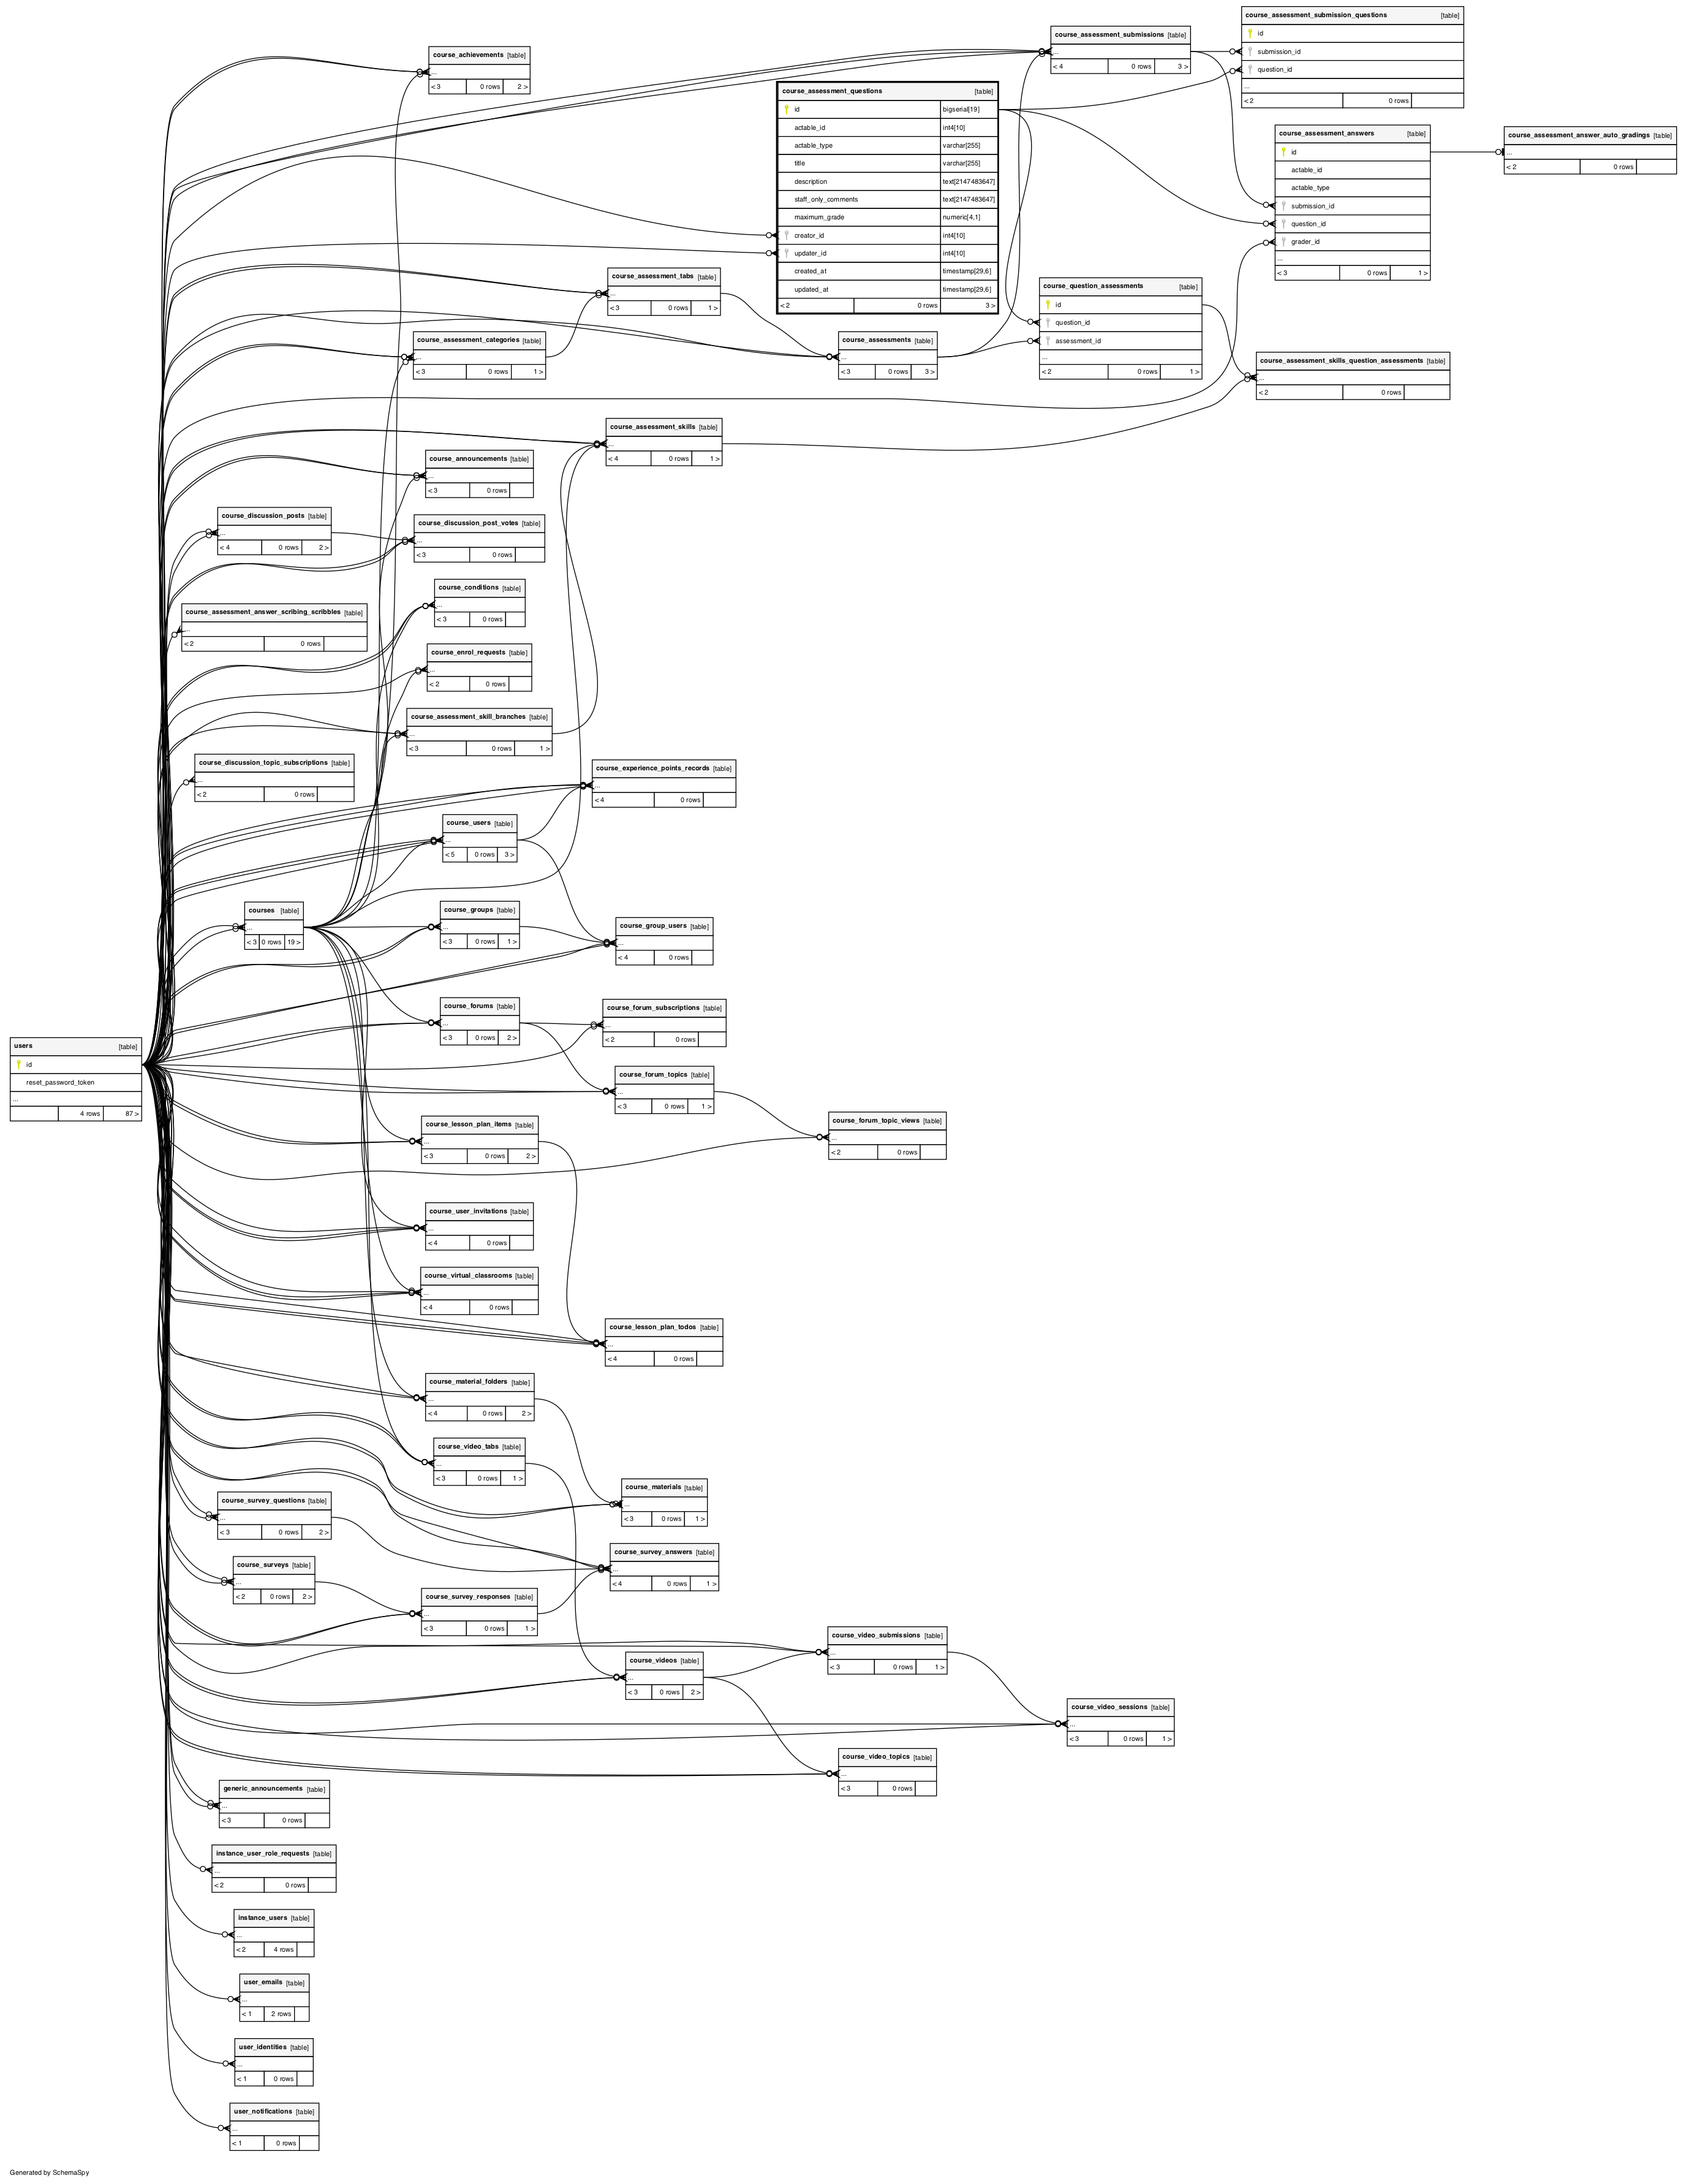 course_assessment_submission_questions [table]
id
submission_id
question_id
...
< 2 0 rows
course_assessment_submissions [table]
...
< 4 0 rows 3 >
course_achievements [table]
...
< 3 0 rows 2 >
course_assessment_questions [table]
id bigserial[19]
actable_id int4[10]
actable_type varchar[255]
title varchar[255]
description text[2147483647]
staff_only_comments text[2147483647]
maximum_grade numeric[4,1]
creator_id int4[10]
updater_id int4[10]
created_at timestamp[29,6]
updated_at timestamp[29,6]
< 2 0 rows 3 >
course_assessment_answers [table]
id
actable_id
actable_type
submission_id
question_id
grader_id
...
< 3 0 rows 1 >
course_assessment_answer_auto_gradings [table]
...
< 2 0 rows
course_assessment_tabs [table]
...
< 3 0 rows 1 >
course_question_assessments [table]
id
question_id
assessment_id
...
< 2 0 rows 1 >
course_assessment_categories [table]
...
< 3 0 rows 1 >
course_assessments [table]
...
< 3 0 rows 3 >
course_assessment_skills_question_assessments [table]
...
< 2 0 rows
course_assessment_skills [table]
...
< 4 0 rows 1 >
course_announcements [table]
...
< 3 0 rows
course_discussion_posts [table]
...
< 4 0 rows 2 >
course_discussion_post_votes [table]
...
< 3 0 rows
course_conditions [table]
...
< 3 0 rows
course_assessment_answer_scribing_scribbles [table]
...
< 2 0 rows
course_enrol_requests [table]
...
< 2 0 rows
course_assessment_skill_branches [table]
...
< 3 0 rows 1 >
course_discussion_topic_subscriptions [table]
...
< 2 0 rows
course_experience_points_records [table]
...
< 4 0 rows
course_users [table]
...
< 5 0 rows 3 >
courses [table]
...
< 3 0 rows 19 >
course_groups [table]
...
< 3 0 rows 1 >
course_group_users [table]
...
< 4 0 rows
course_forums [table]
...
< 3 0 rows 2 >
course_forum_subscriptions [table]
...
< 2 0 rows
users [table]
id
reset_password_token
...
4 rows 87 >
course_forum_topics [table]
...
< 3 0 rows 1 >
course_forum_topic_views [table]
...
< 2 0 rows
course_lesson_plan_items [table]
...
< 3 0 rows 2 >
course_user_invitations [table]
...
< 4 0 rows
course_virtual_classrooms [table]
...
< 4 0 rows
course_lesson_plan_todos [table]
...
< 4 0 rows
course_material_folders [table]
...
< 4 0 rows 2 >
course_video_tabs [table]
...
< 3 0 rows 1 >
course_materials [table]
...
< 3 0 rows 1 >
course_survey_questions [table]
...
< 3 0 rows 2 >
course_survey_answers [table]
...
< 4 0 rows 1 >
course_surveys [table]
...
< 2 0 rows 2 >
course_survey_responses [table]
...
< 3 0 rows 1 >
course_video_submissions [table]
...
< 3 0 rows 1 >
course_videos [table]
...
< 3 0 rows 2 >
course_video_sessions [table]
...
< 3 0 rows 1 >
course_video_topics [table]
...
< 3 0 rows
generic_announcements [table]
...
< 3 0 rows
instance_user_role_requests [table]
...
< 2 0 rows
instance_users [table]
...
< 2 4 rows
user_emails [table]
...
< 1 2 rows
user_identities [table]
...
< 1 0 rows
user_notifications [table]
...
< 1 0 rows
Generated by SchemaSpy